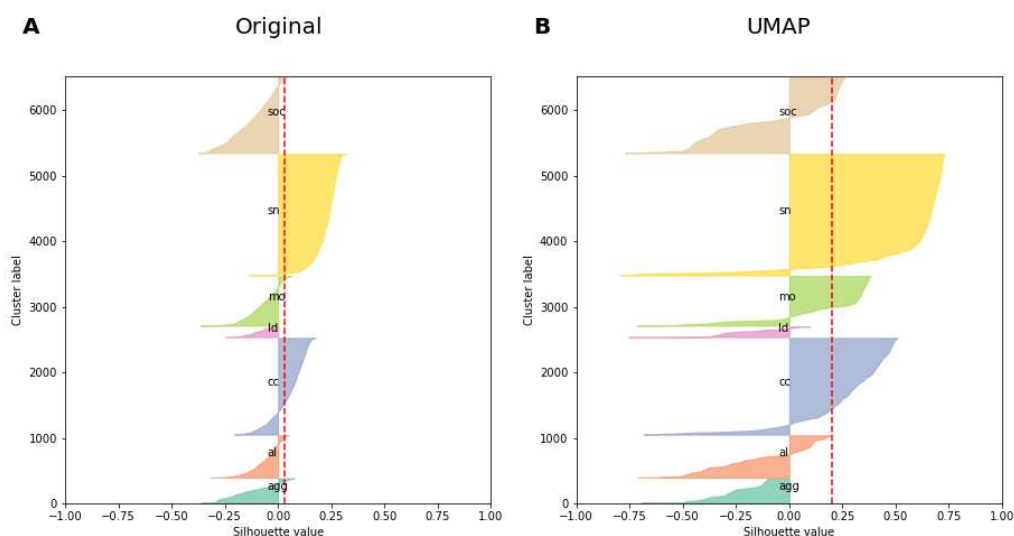 A
Original
Cluster label
6000
5000
4000
3000
2000
1000
0
soc
sn
mo
ld
cc
al
agg
−1.00 −0.75 −0.50 −0.25 0.00 0.25 0.50 0.75 1.00
Silhouette value
B
UMAP
Cluster label
6000
5000
4000
3000
2000
1000
0
soc
sn
mo
ld
cc
al
agg
−1.00 −0.75 −0.50 −0.25 0.00 0.25 0.50 0.75 1.00
Silhouette value